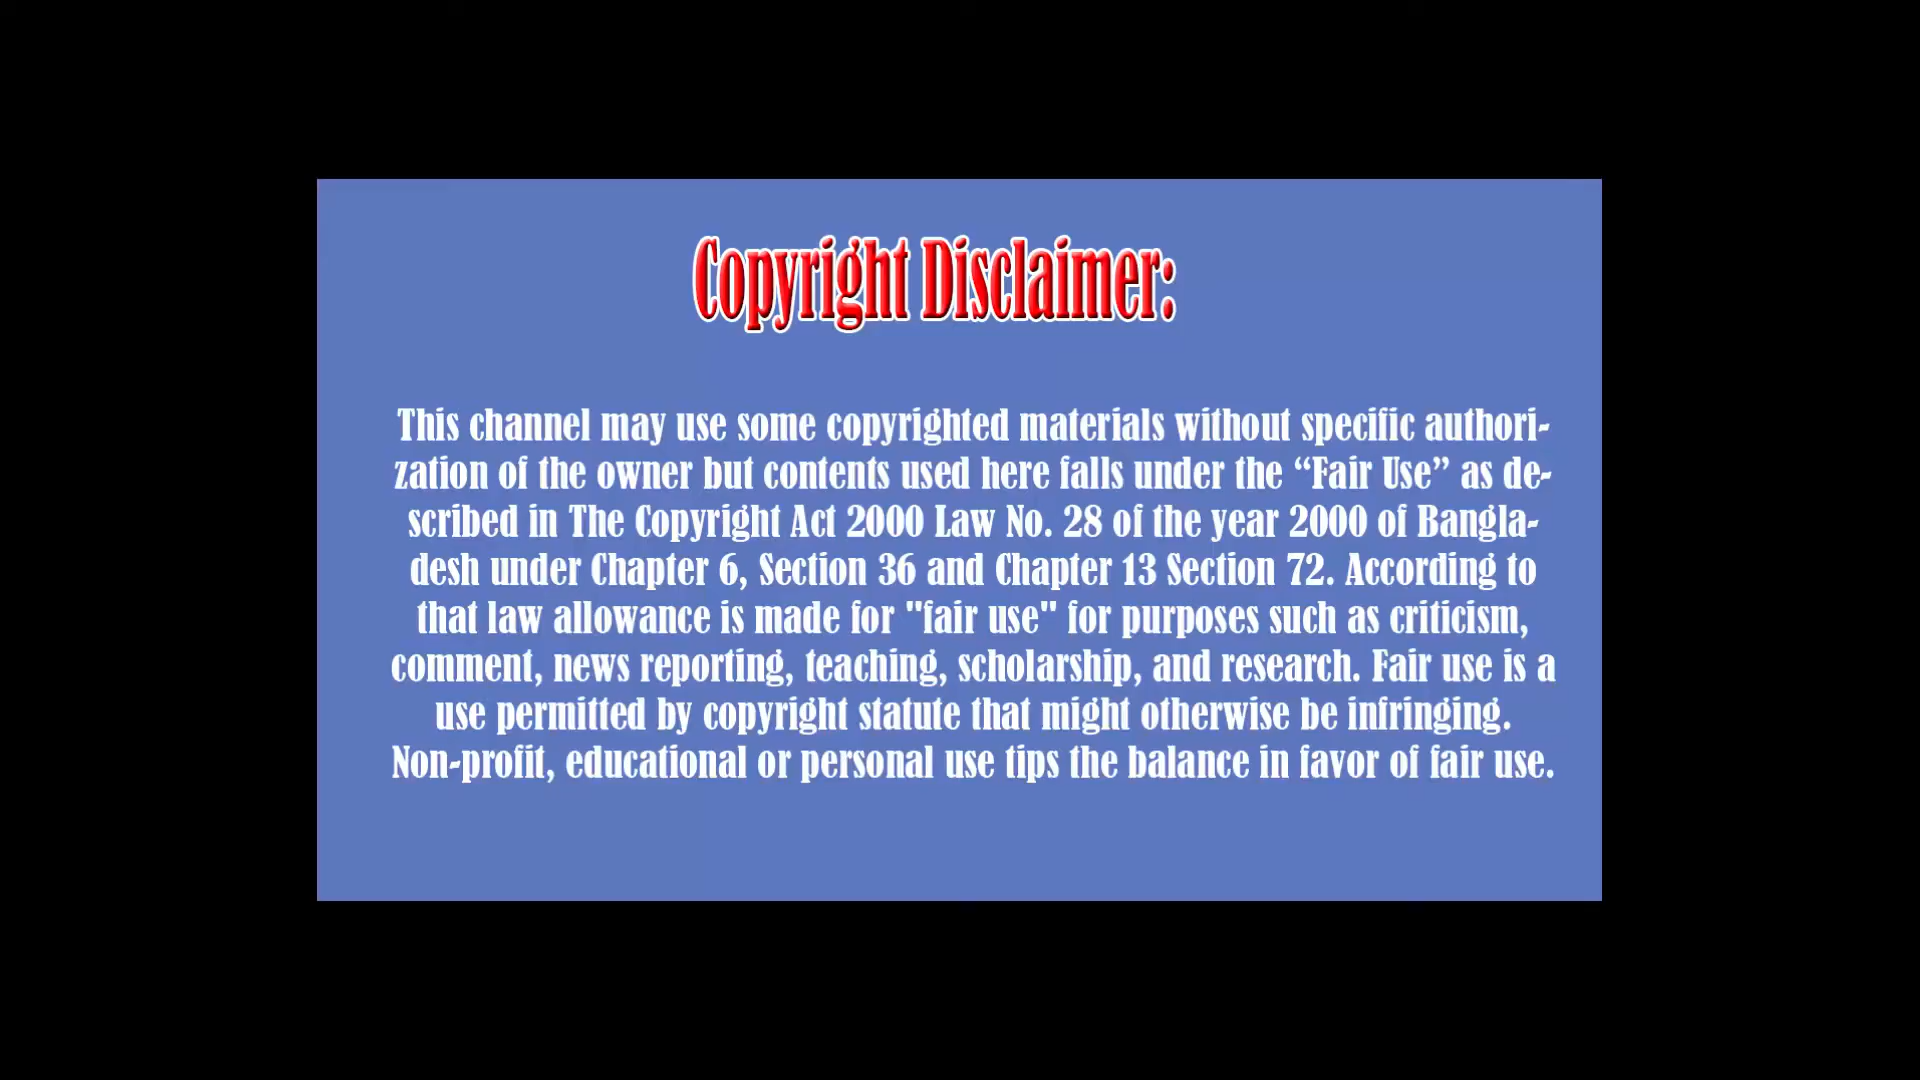 Copyright Disclaimer:
This channel may use some copyrighted materials without specific authori-
zation of the owner but contents used here falls under the “Fair Use” as de-
scribed in The Copyright Act 2000 Law No. 28 of the year 2000 of Bangla-
desh under Chapter 6, Section 36 and Chapter 13 Section 72. According to
that law allowance is made for "fair use" for purposes such as criticism,
comment, news reporting, teaching, scholarship, and research. Fair use is a
use permitted by copyright statute that might otherwise be infringing.
Non-profit, educational or personal use tips the balance in favor of fair use.